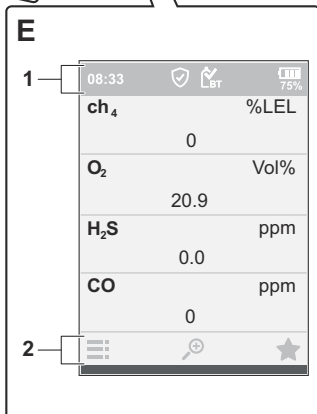 E
1
08:33 BT 75%
ch₄ %LEL
0
O₂ Vol%
20.9
H₂S ppm
0.0
CO ppm
0
2